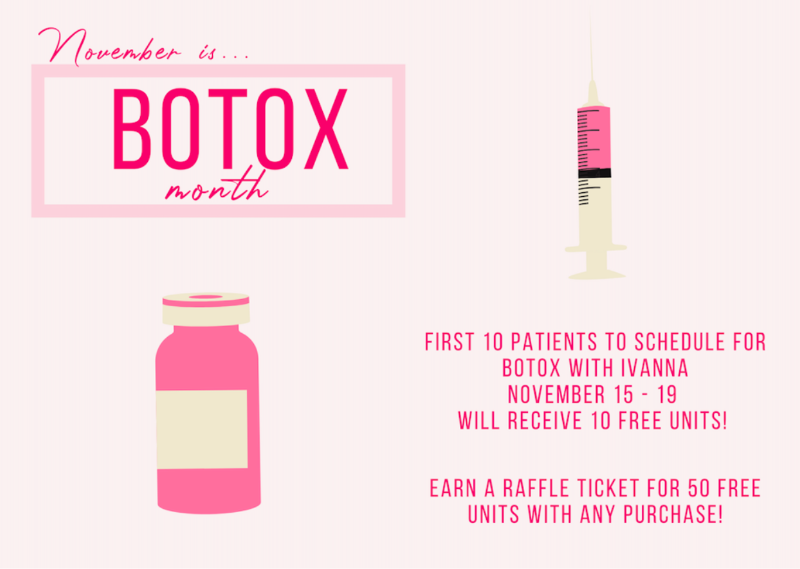 November is...
BOTOX
month
FIRST 10 PATIENTS TO SCHEDULE FOR
BOTOX WITH IVANNA
NOVEMBER 15 - 19
WILL RECEIVE 10 FREE UNITS!
EARN A RAFFLE TICKET FOR 50 FREE
UNITS WITH ANY PURCHASE!